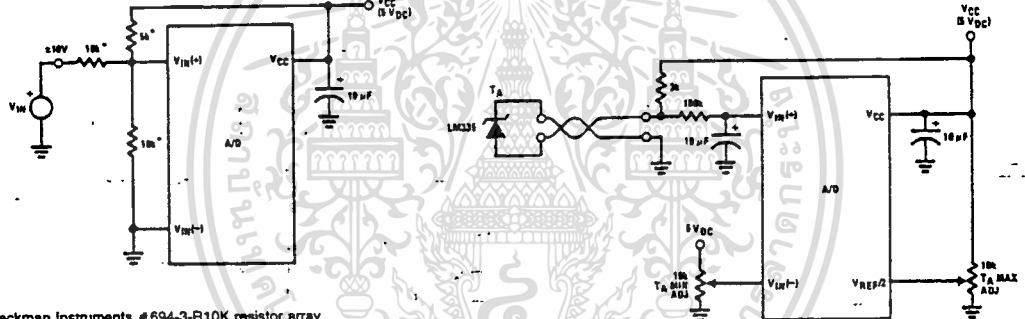 VCC
(5 VDC)
±10V
10k*
5k*
VIN(+)
VCC
VIN
10 µF
10k*
A/D
VIN(−)
Beckman Instruments #694-3-R10K resistor array
VCC
(5 VDC)
TA
LM335
3k
100k
VIN(+)
VCC
10 µF
10 µF
A/D
5 VDC
10k
TA MIN
ADJ
VIN(−)
VREF/2
10k
TA MAX
ADJ